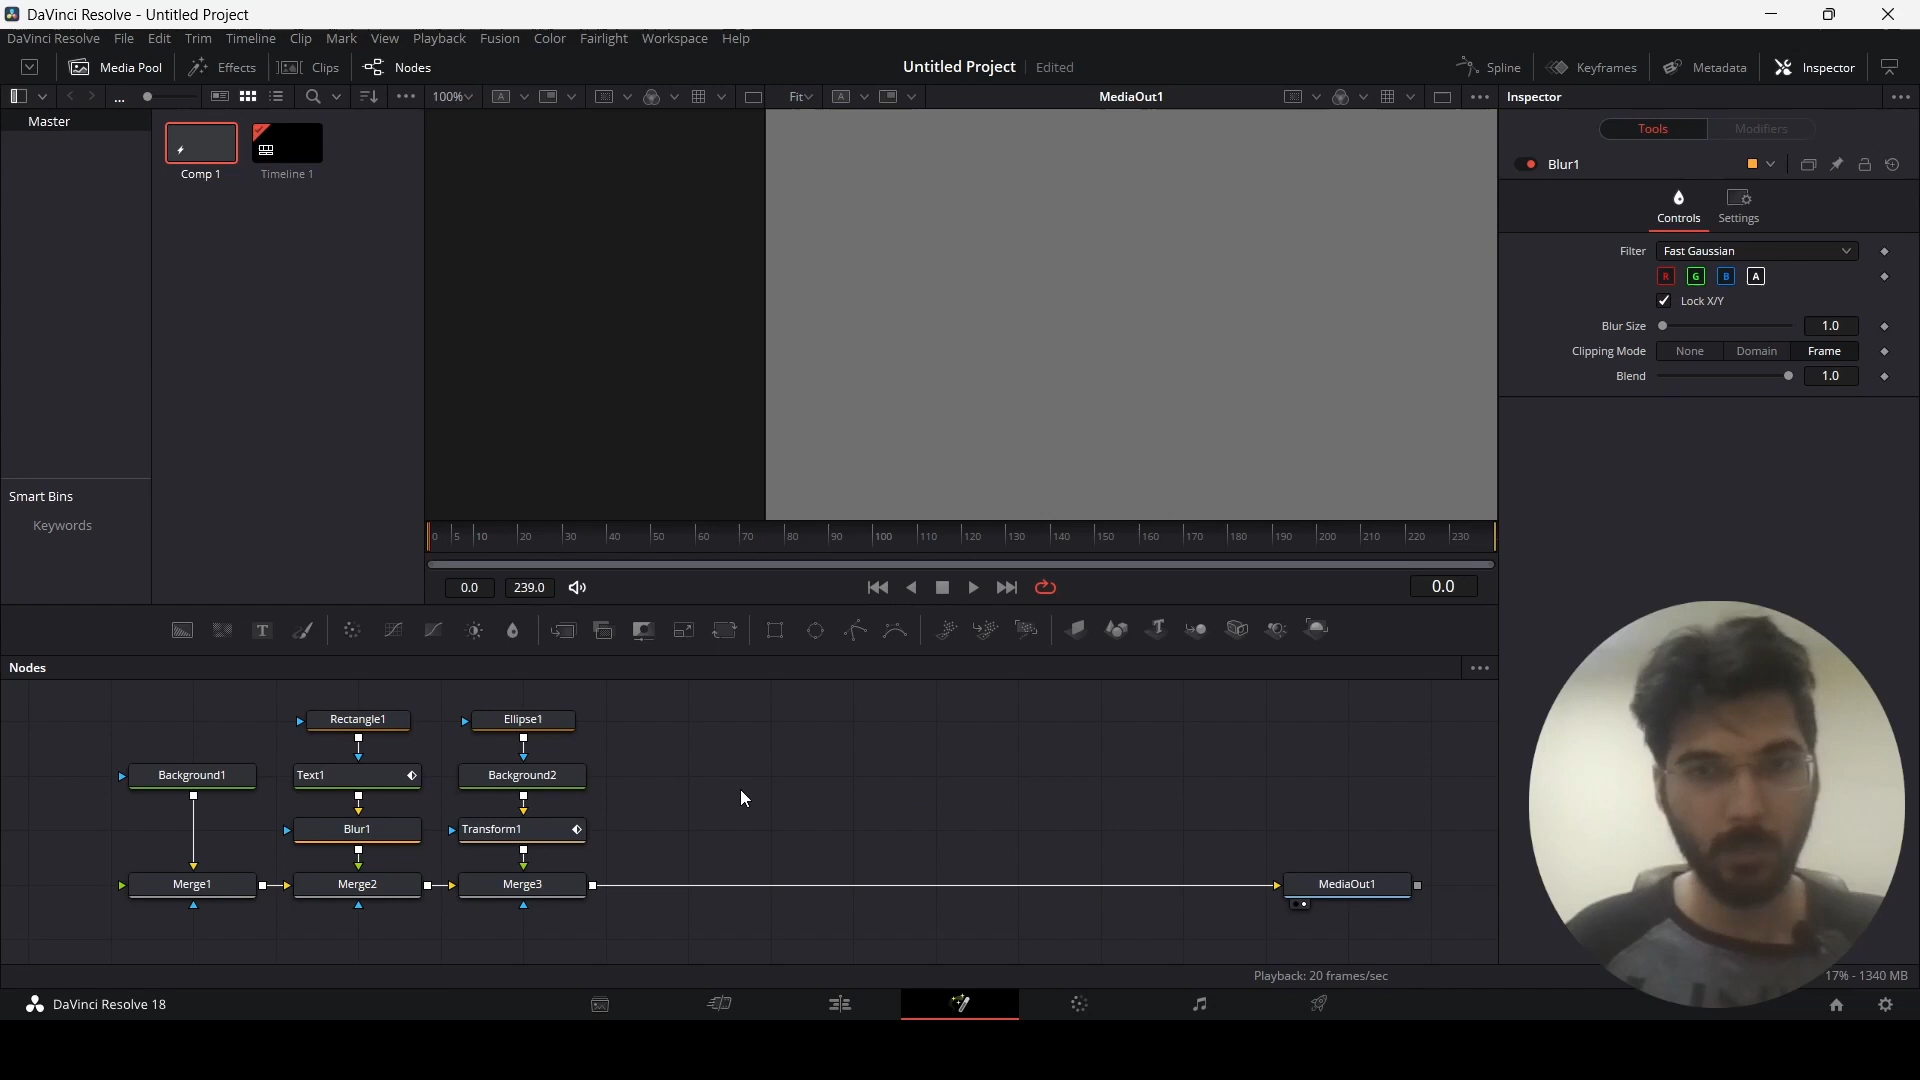 DaVinci Resolve - Untitled Project
DaVinci Resolve File Edit Trim Timeline Clip Mark View Playback Fusion Color Fairlight Workspace Help
Media Pool Effects Clips Nodes Untitled Project Edited Spline Keyframes Metadata Inspector
... 100% Fit MediaOut1 Inspector
Master
Comp 1 Timeline 1
Tools Modifiers
Blur1
Controls Settings
Filter Fast Gaussian
R G B A
Lock X/Y
Blur Size 1.0
Clipping Mode None Domain Frame
Blend 1.0
Smart Bins
Keywords
0 5 10 20 30 40 50 60 70 80 90 100 110 120 130 140 150 160 170 180 190 200 210 220 230
0.0 239.0 0.0
Nodes
Rectangle1 Ellipse1
Background1 Text1 Background2
Blur1 Transform1
Merge1 Merge2 Merge3 MediaOut1
Playback: 20 frames/sec 17% - 1340 MB
DaVinci Resolve 18